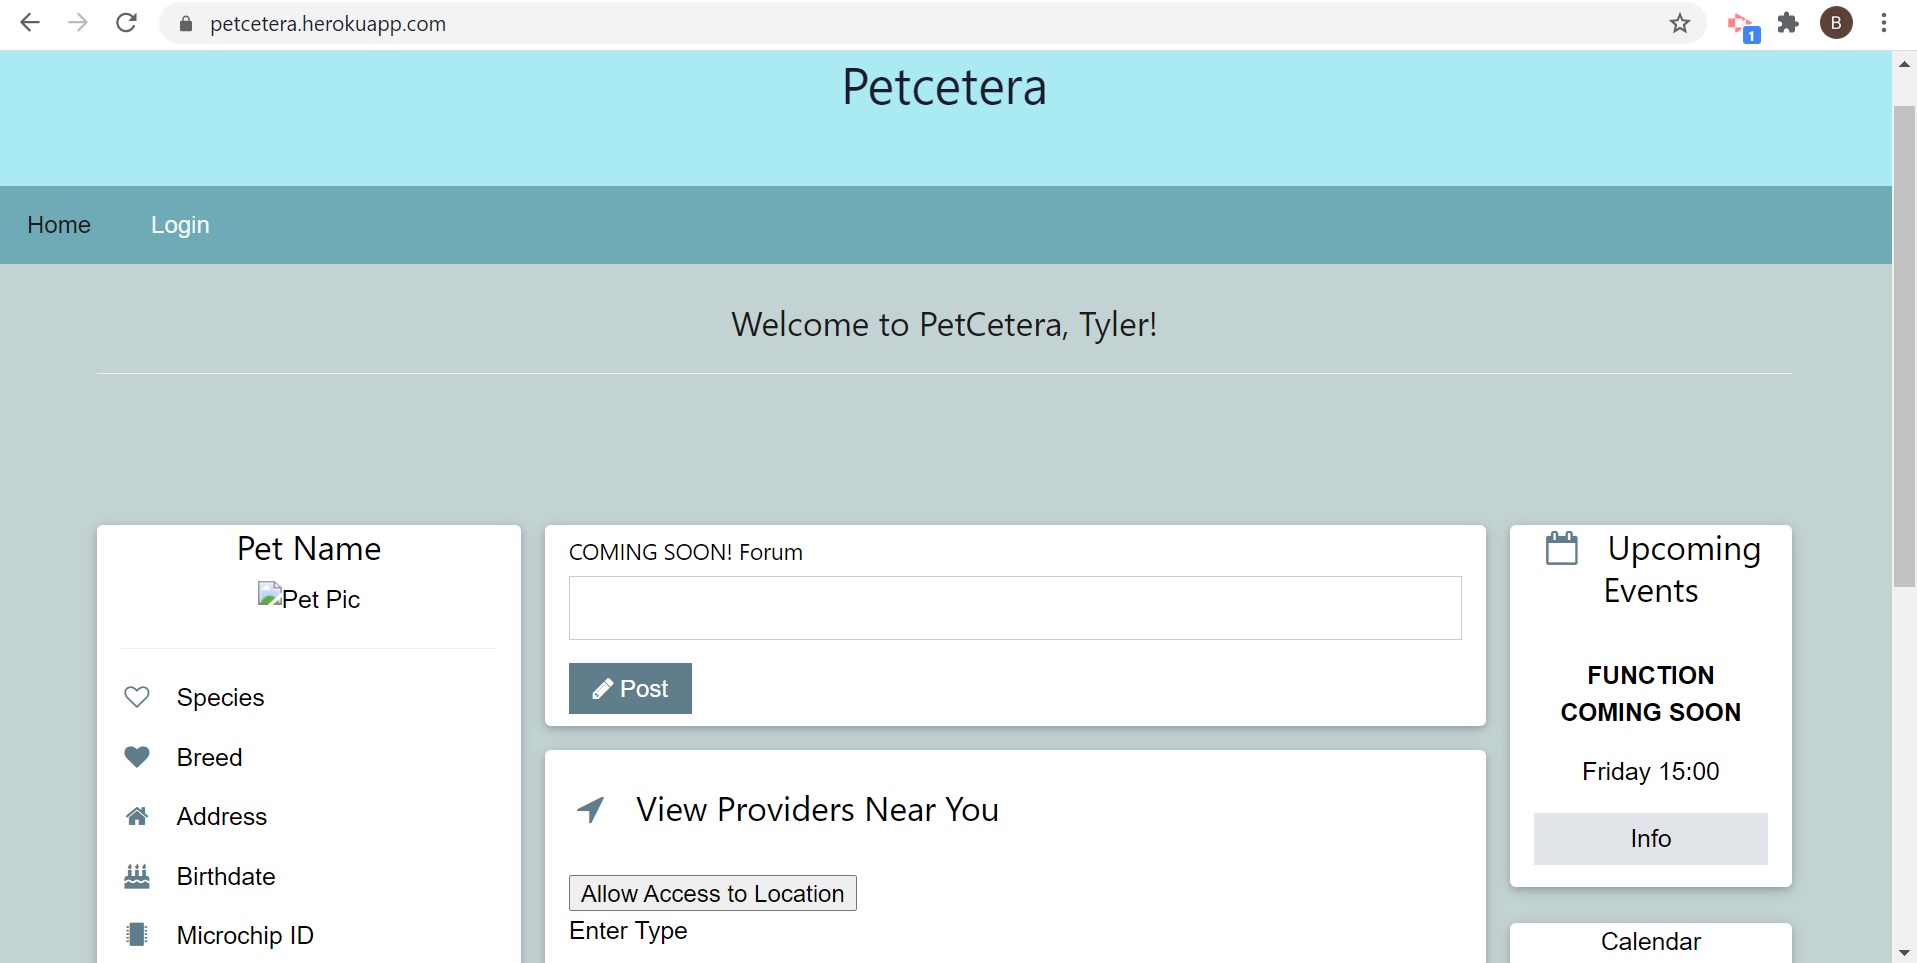 petcetera.herokuapp.com
1
B
Petcetera
Home
Login
Welcome to PetCetera, Tyler!
Pet Name
Pet Pic
Species
Breed
Address
Birthdate
Microchip ID
COMING SOON! Forum
Post
View Providers Near You
Allow Access to Location
Enter Type
Upcoming
Events
FUNCTION
COMING SOON
Friday 15:00
Info
Calendar